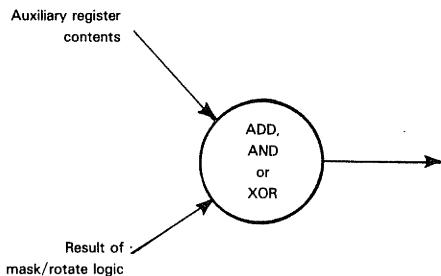 Auxiliary register
contents
ADD,
AND
or
XOR
Result of
mask/rotate logic